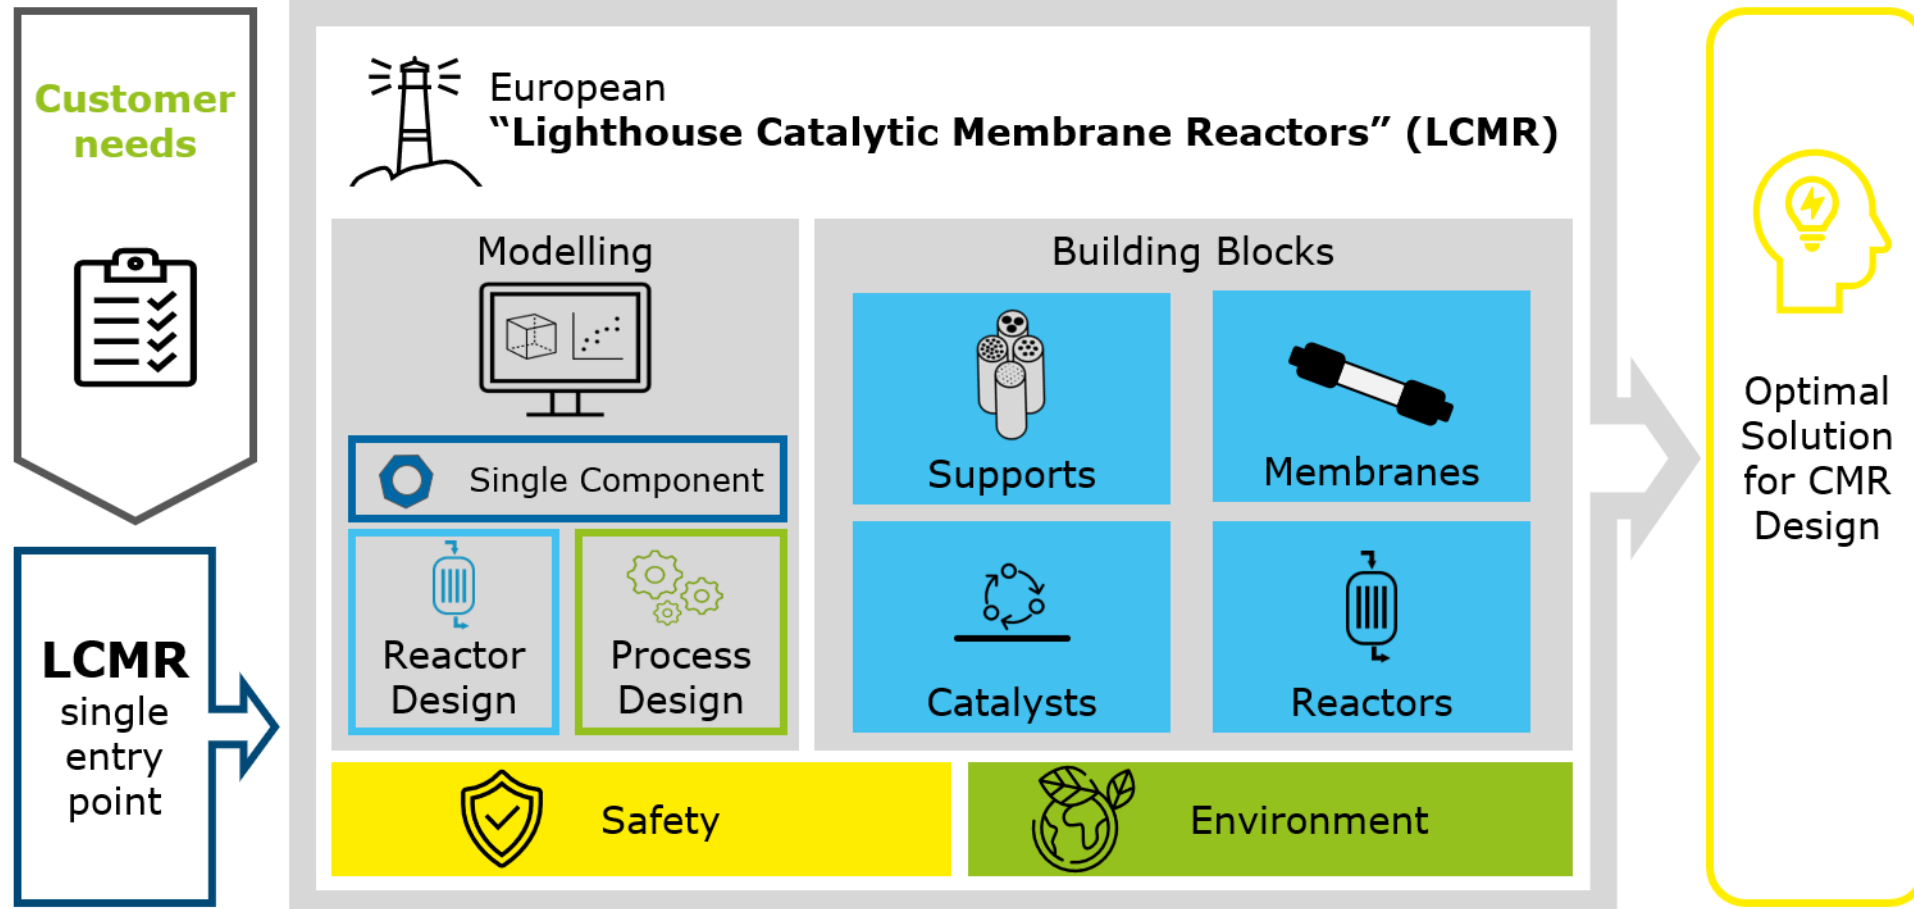 Customer
needs
LCMR
single
entry
point
European
“Lighthouse Catalytic Membrane Reactors” (LCMR)
Modelling
Single Component
Reactor
Design
Process
Design
Building Blocks
Supports
Membranes
Catalysts
Reactors
Safety
Environment
Optimal
Solution
for CMR
Design